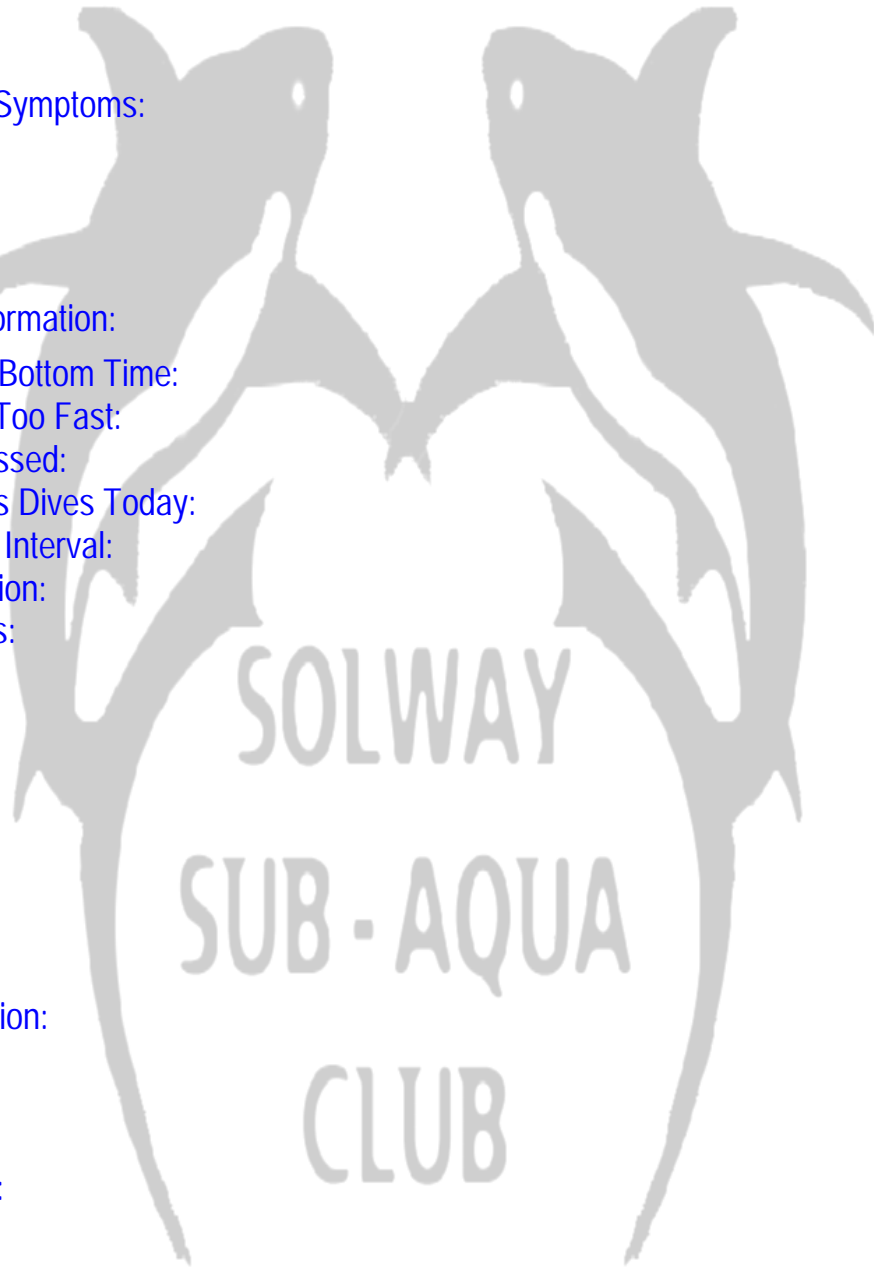 Symptoms:
ormation:
Bottom Time:
Too Fast:
ssed:
s Dives Today:
Interval:
ion:
s:
SOLWAY
SUB - AQUA
ion:
CLUB
: